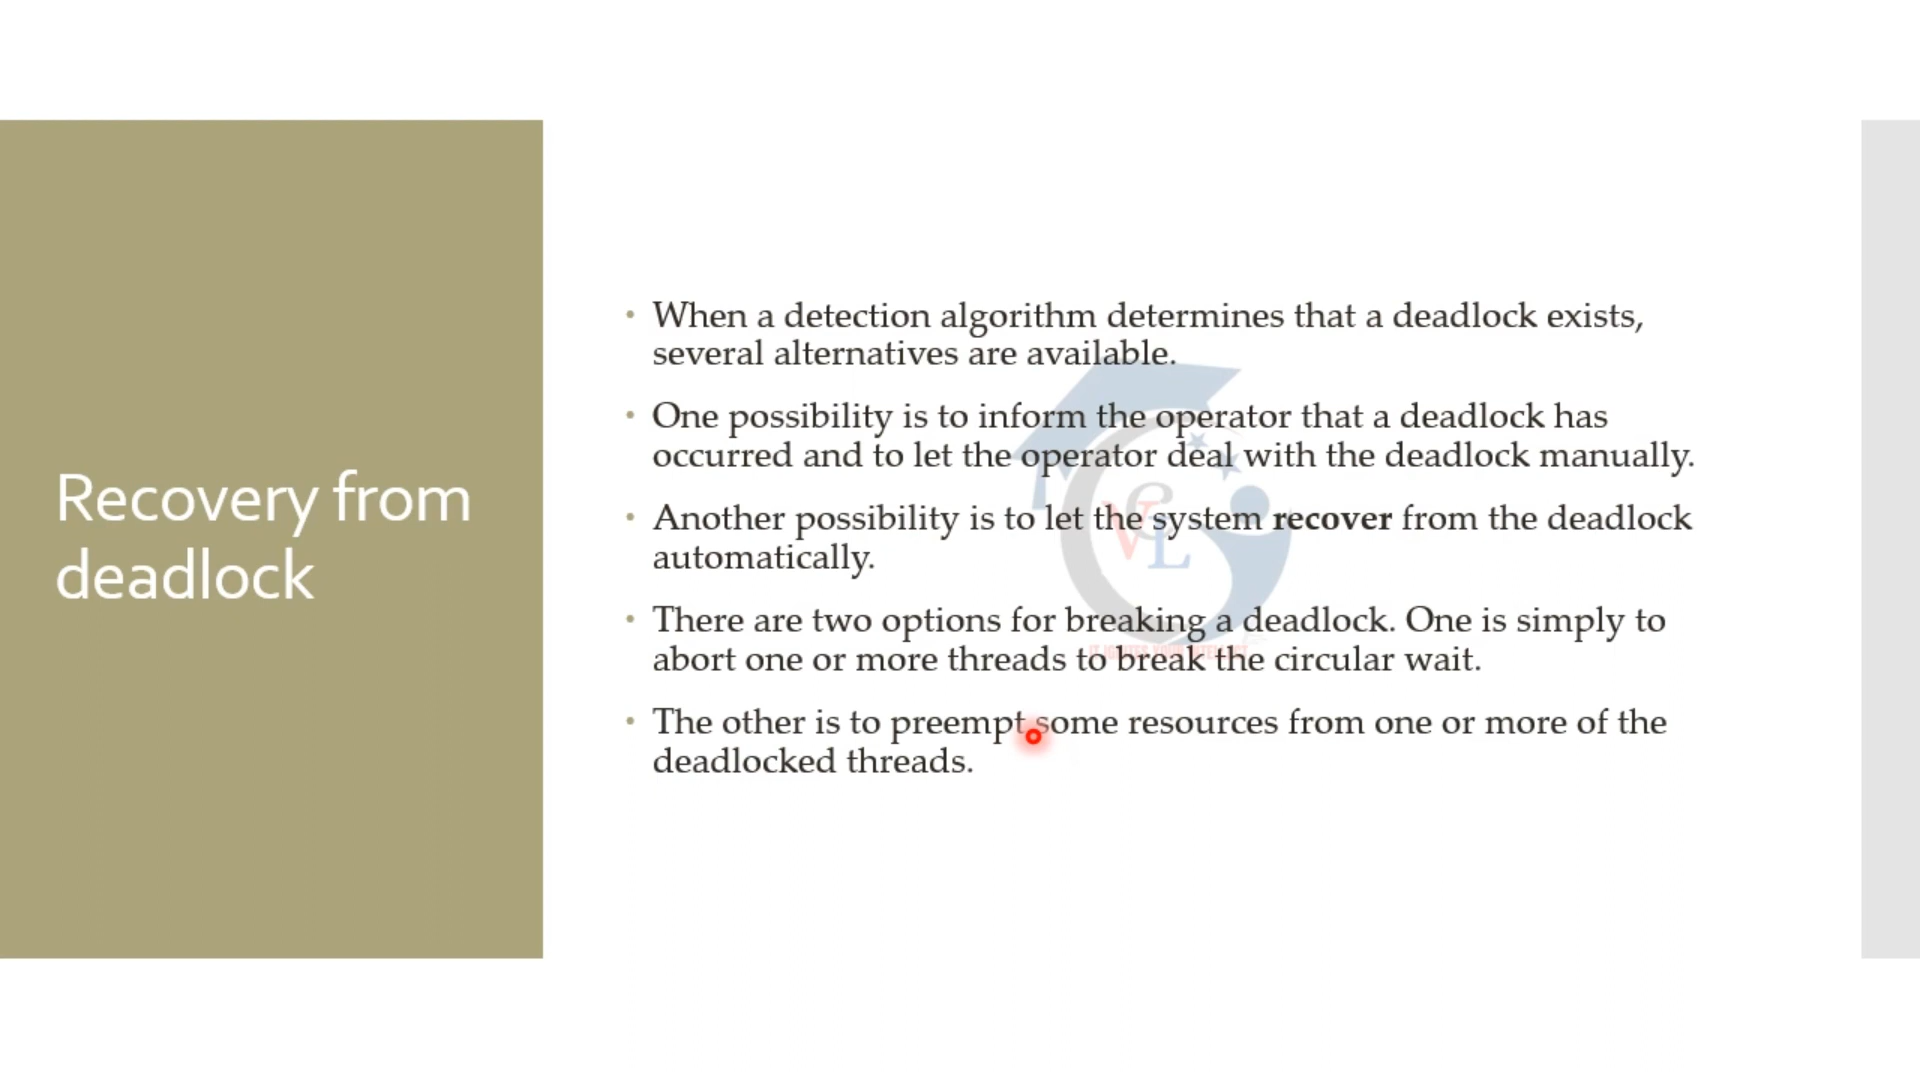 Recovery from
deadlock
• When a detection algorithm determines that a deadlock exists,
several alternatives are available.
• One possibility is to inform the operator that a deadlock has
occurred and to let the operator deal with the deadlock manually.
• Another possibility is to let the system recover from the deadlock
automatically.
• There are two options for breaking a deadlock. One is simply to
abort one or more threads to break the circular wait.
• The other is to preempt some resources from one or more of the
deadlocked threads.
VCL